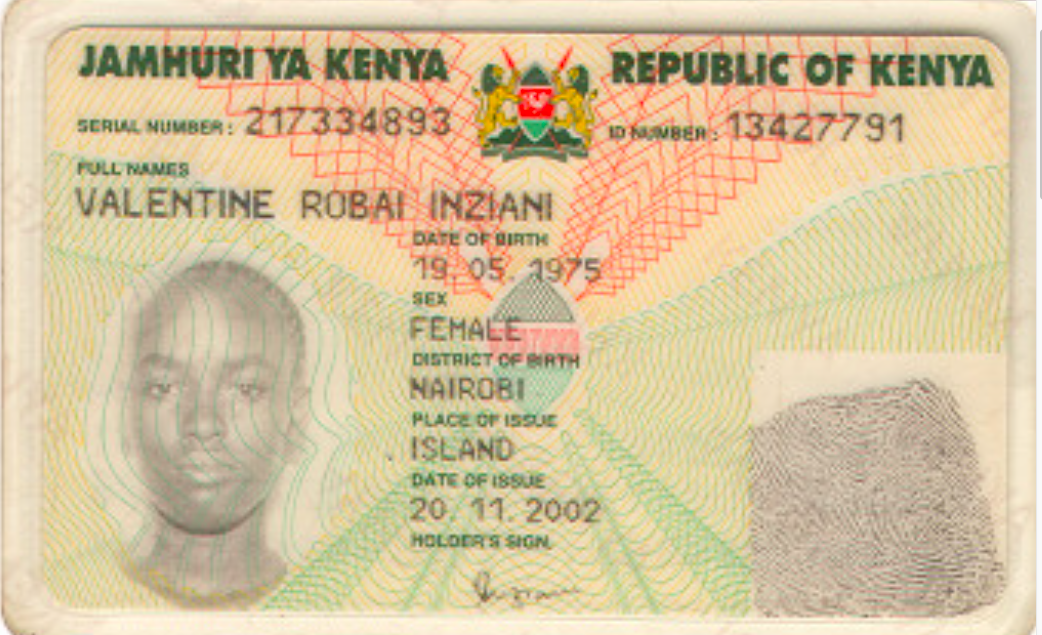 JAMHURI YA KENYA REPUBLIC OF KENYA
SERIAL NUMBER: 217334893 ID NUMBER: 13427791
FULL NAMES
VALENTINE ROBAI INZIANI
DATE OF BIRTH
19. 05. 1975
SEX
FEMALE
DISTRICT OF BIRTH
NAIROBI
PLACE OF ISSUE
ISLAND
DATE OF ISSUE
20. 11. 2002
HOLDER'S SIGN.